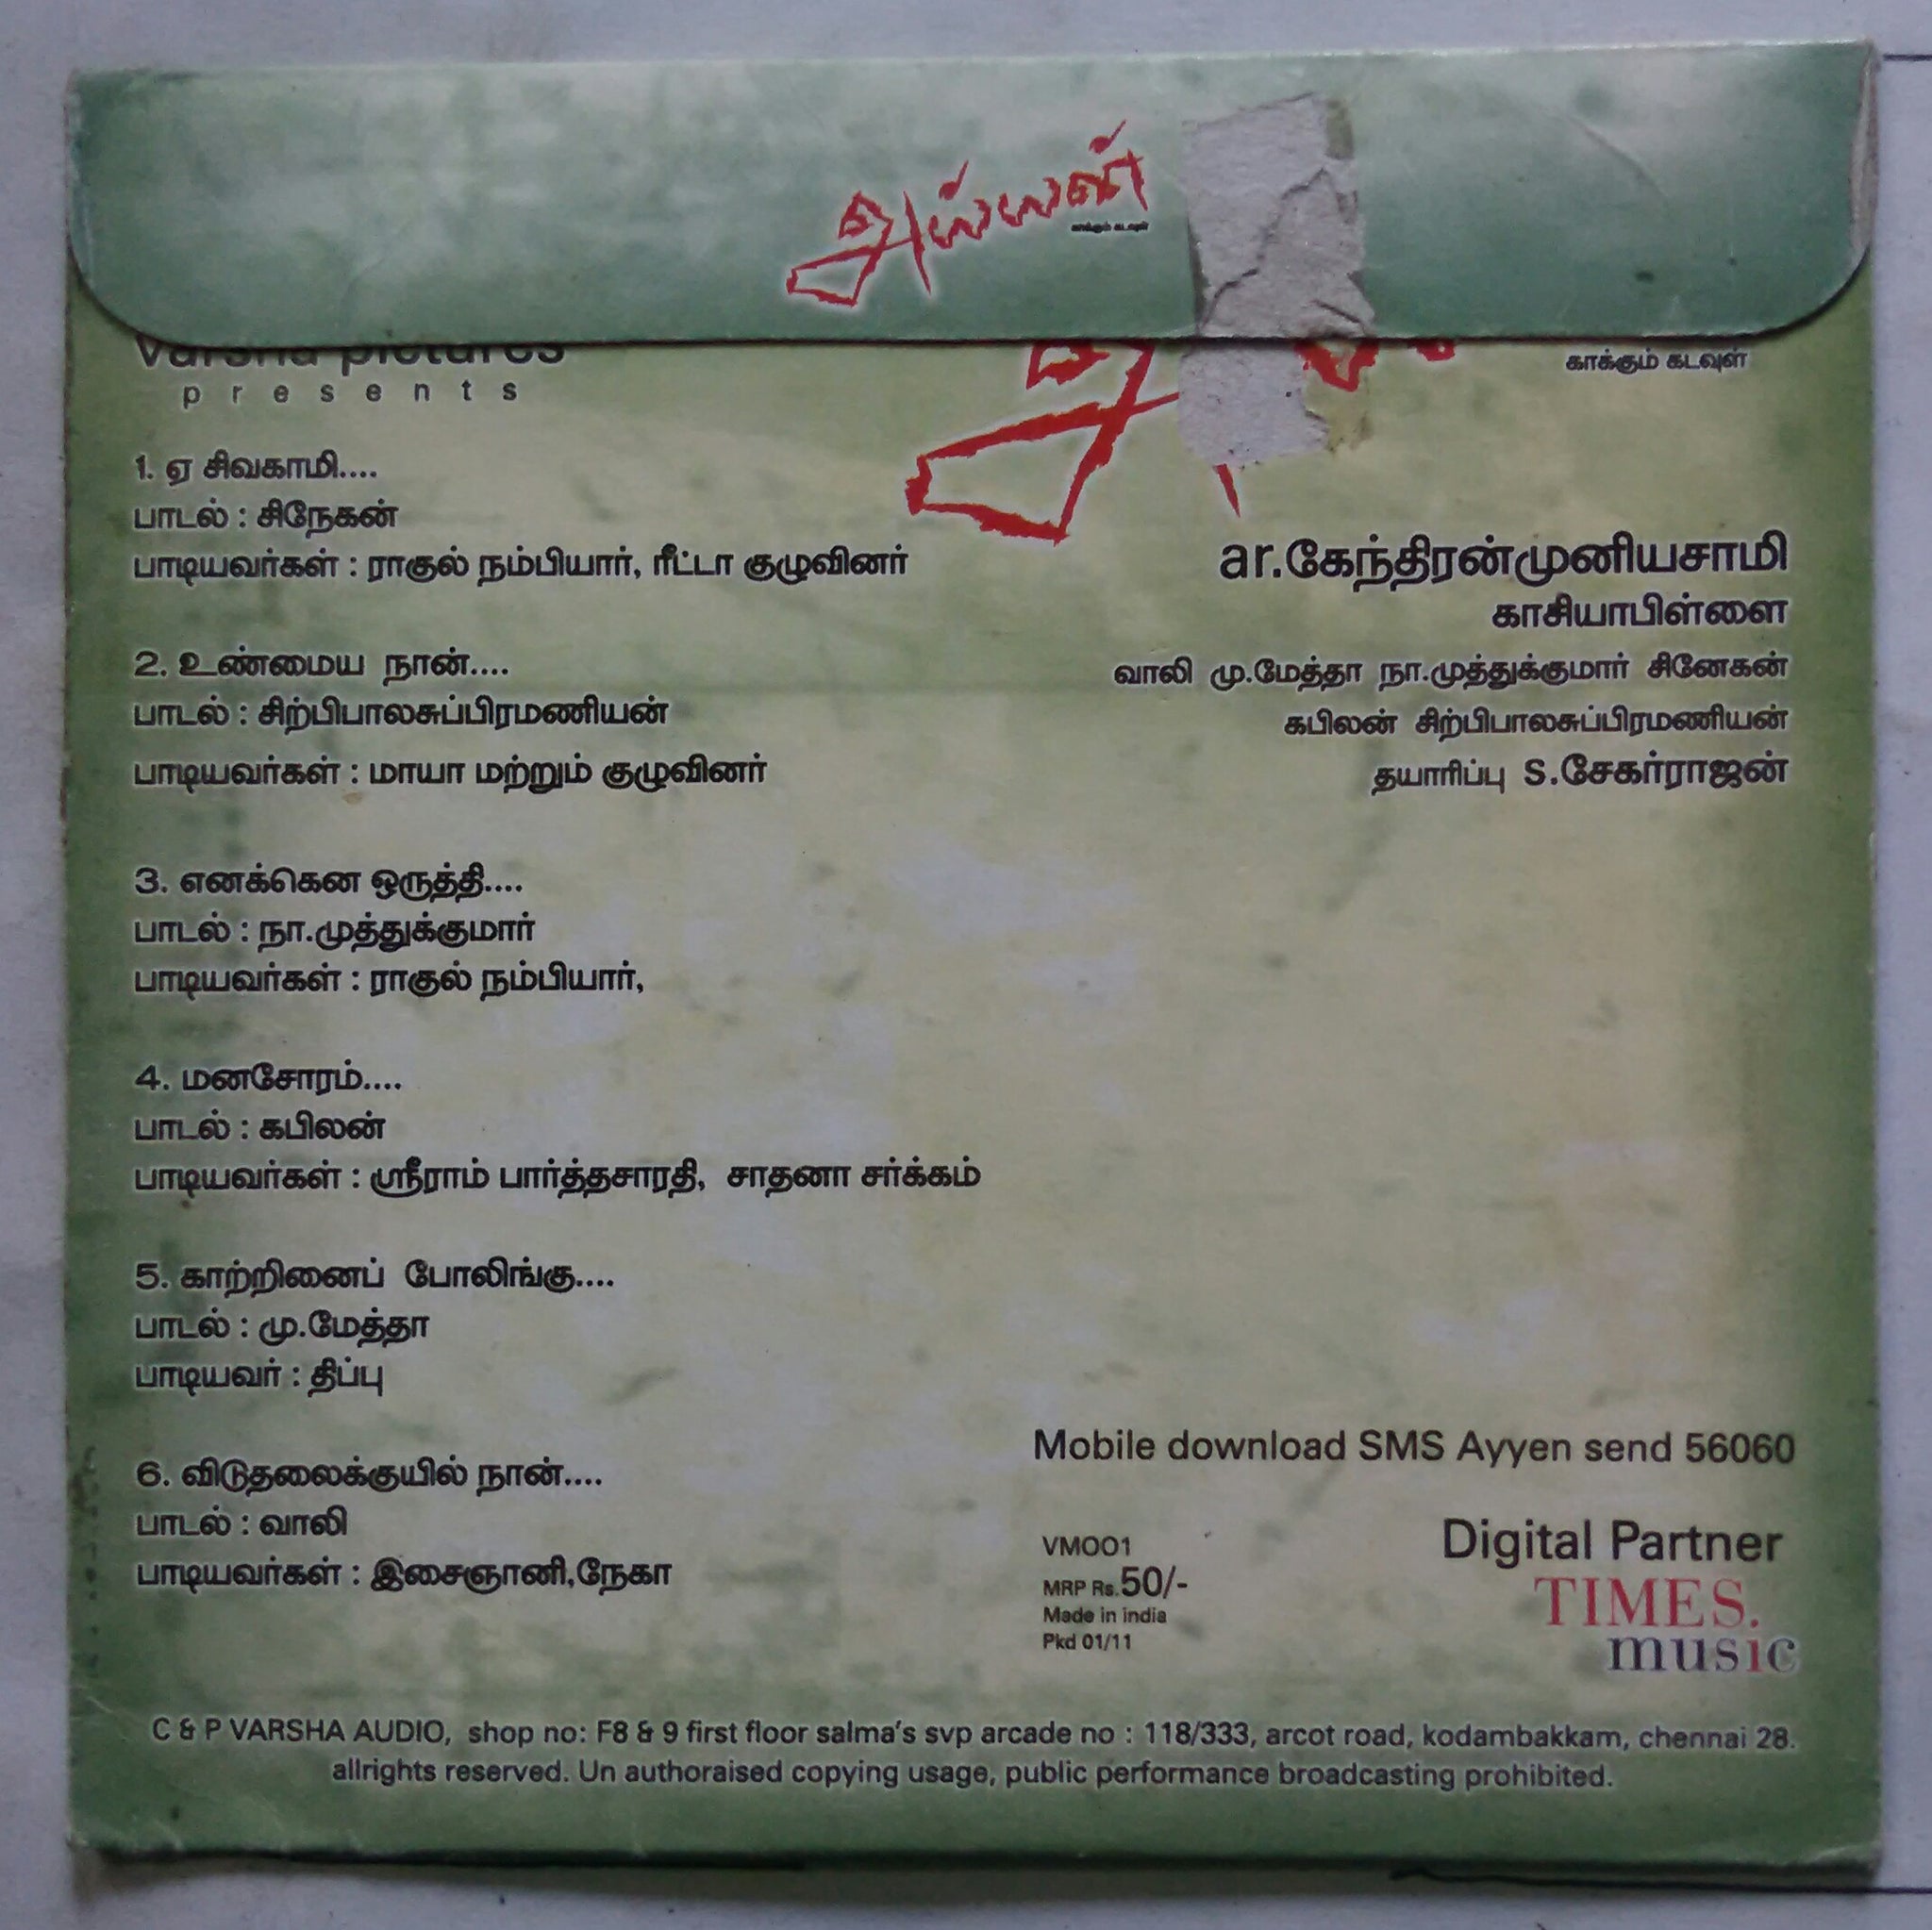 அய்யன்
காக்கும் கடவுள்
varsha pictures
presents
காக்கும் கடவுள்
1. ஏ சிவகாமி....
பாடல் : சிநேகன்
பாடியவர்கள் : ராகுல் நம்பியார், ரீட்டா குழுவினர்
2. உண்மைய நான்....
பாடல் : சிற்பிபாலசுப்பிரமணியன்
பாடியவர்கள் : மாயா மற்றும் குழுவினர்
3. எனக்கென ஒருத்தி....
பாடல் : நா.முத்துக்குமார்
பாடியவர்கள் : ராகுல் நம்பியார்,
4. மனசோரம்....
பாடல் : கபிலன்
பாடியவர்கள் : ஸ்ரீராம் பார்த்தசாரதி, சாதனா சர்க்கம்
5. காற்றினைப் போலிங்கு....
பாடல் : மு.மேத்தா
பாடியவர் : திப்பு
6. விடுதலைக்குயில் நான்....
பாடல் : வாலி
பாடியவர்கள் : இசைஞானி,நேகா
ar.கேந்திரன்முனியசாமி
காசியாபிள்ளை
வாலி மு.மேத்தா நா.முத்துக்குமார் சினேகன்
கபிலன் சிற்பிபாலசுப்பிரமணியன்
தயாரிப்பு S.சேகர்ராஜன்
Mobile download SMS Ayyen send 56060
VM001
MRP Rs.50/-
Made in india
Pkd 01/11
Digital Partner
TIMES.
music
C & P VARSHA AUDIO, shop no: F8 & 9 first floor salma's svp arcade no : 118/333, arcot road, kodambakkam, chennai 28.
allrights reserved. Un authoraised copying usage, public performance broadcasting prohibited.